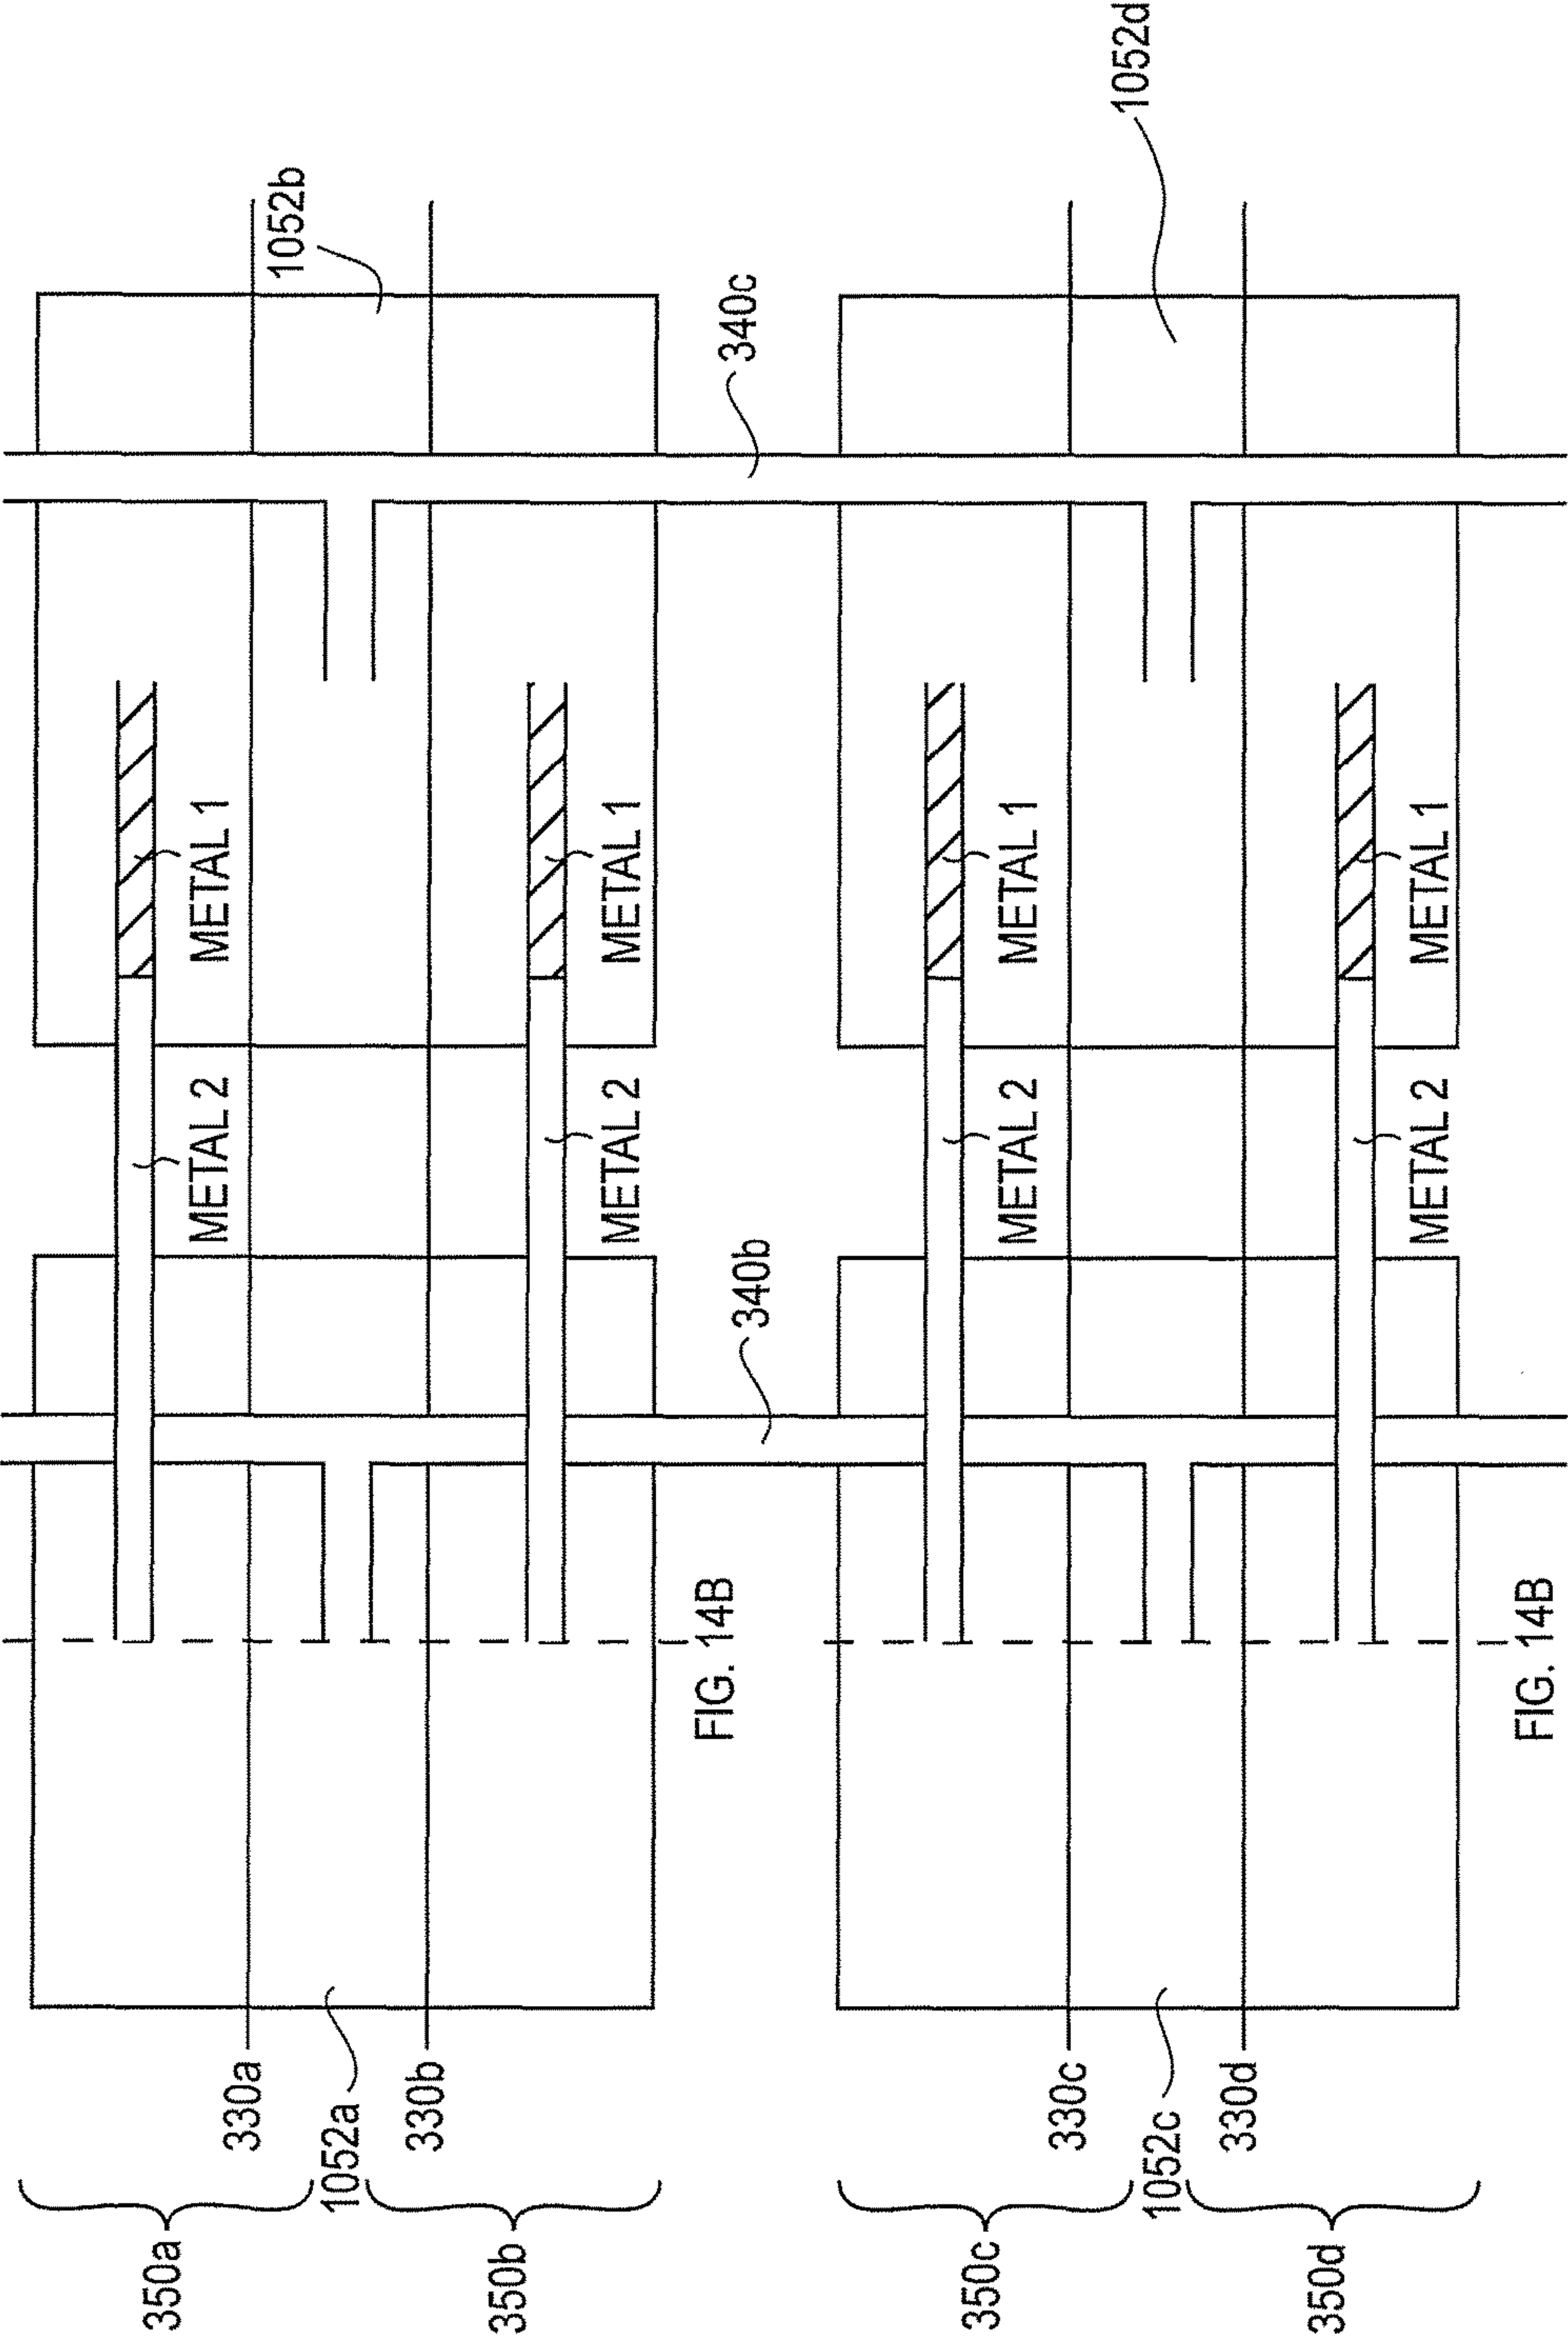 350a
330a
1052a
330b
350b
METAL 2
METAL 1
METAL 2
METAL 1
1052b
FIG. 14B
340b
340c
350c
330c
1052c
330d
350d
METAL 2
METAL 1
METAL 2
METAL 1
1052d
FIG. 14B